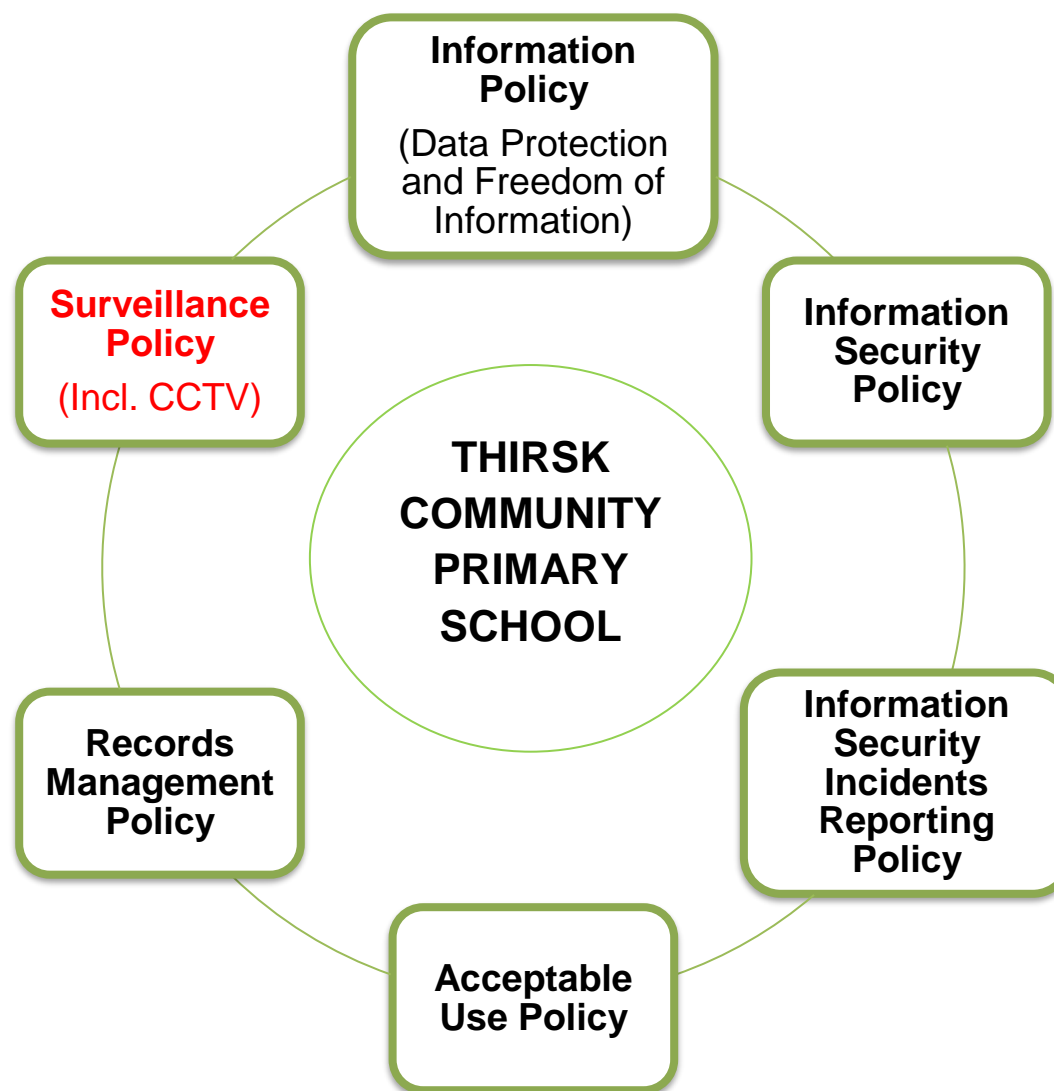 Information
Policy
(Data Protection
and Freedom of
Information)
Surveillance
Policy
(Incl. CCTV)
Information
Security
Policy
THIRSK
COMMUNITY
PRIMARY
SCHOOL
Records
Management
Policy
Information
Security
Incidents
Reporting
Policy
Acceptable
Use Policy